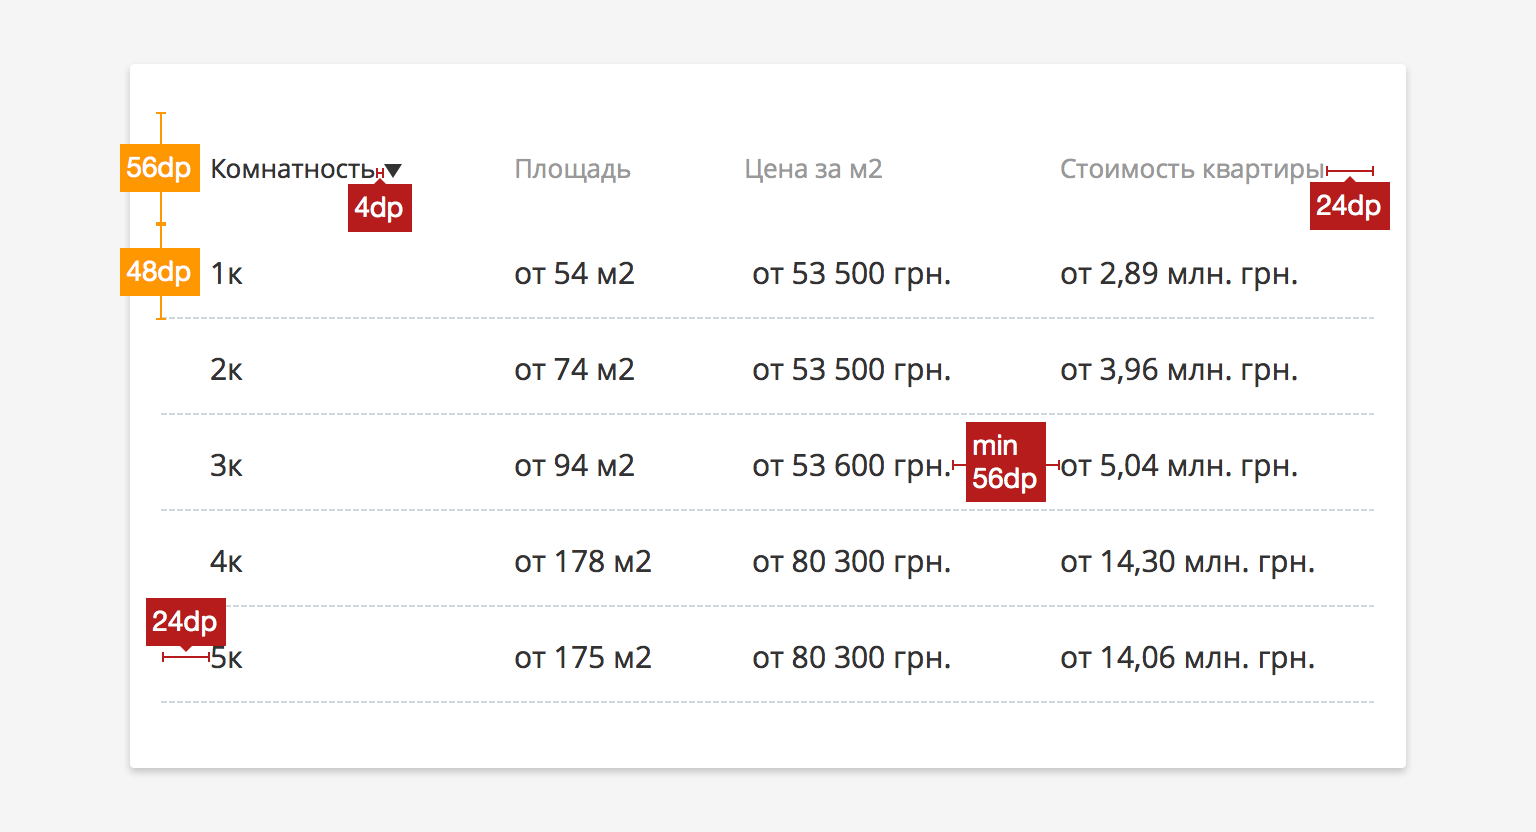 56dp Комнатность Площадь Цена за м2 Стоимость квартиры
4dp 24dp
48dp 1к от 54 м2 от 53 500 грн. от 2,89 млн. грн.
2к от 74 м2 от 53 500 грн. от 3,96 млн. грн.
min
3к от 94 м2 от 53 600 грн. от 5,04 млн. грн.
56dp
4к от 178 м2 от 80 300 грн. от 14,30 млн. грн.
24dp
5к от 175 м2 от 80 300 грн. от 14,06 млн. грн.